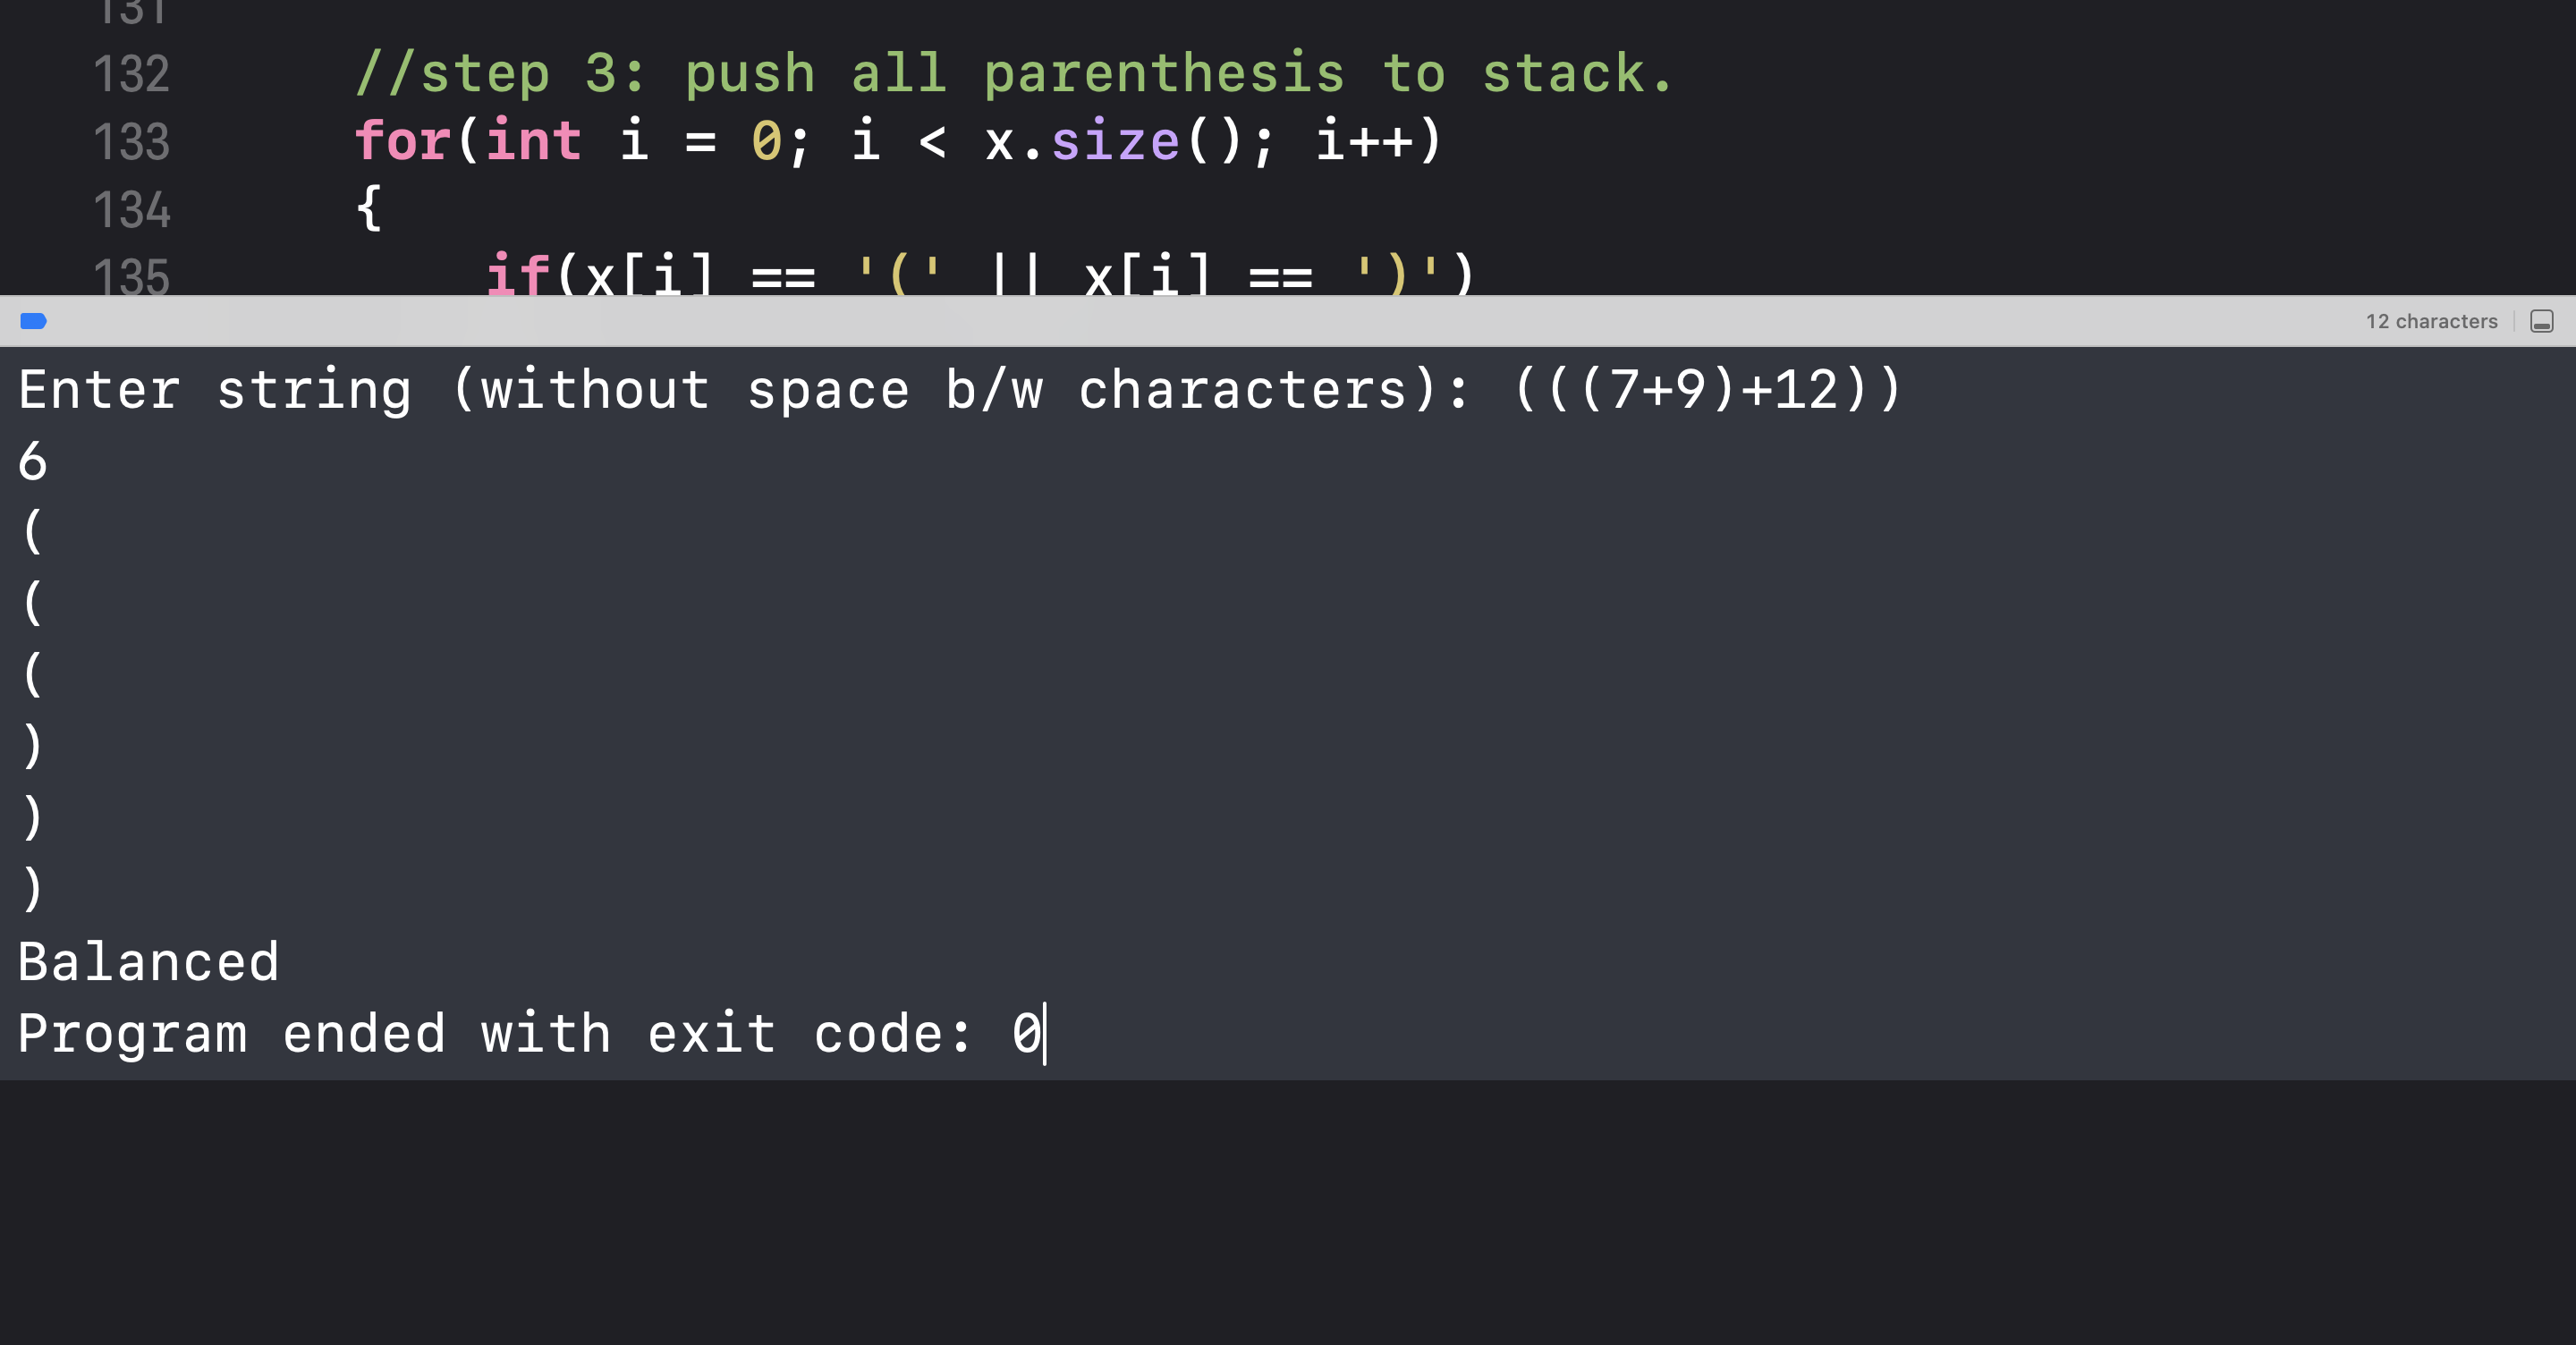 131
132 //step 3: push all parenthesis to stack.
133 for(int i = 0; i < x.size(); i++)
134 {
135 if(x[i] == '(' || x[i] == ')')
12 characters
Enter string (without space b/w characters): (((7+9)+12))
6
(
(
(
)
)
)
Balanced
Program ended with exit code: 0